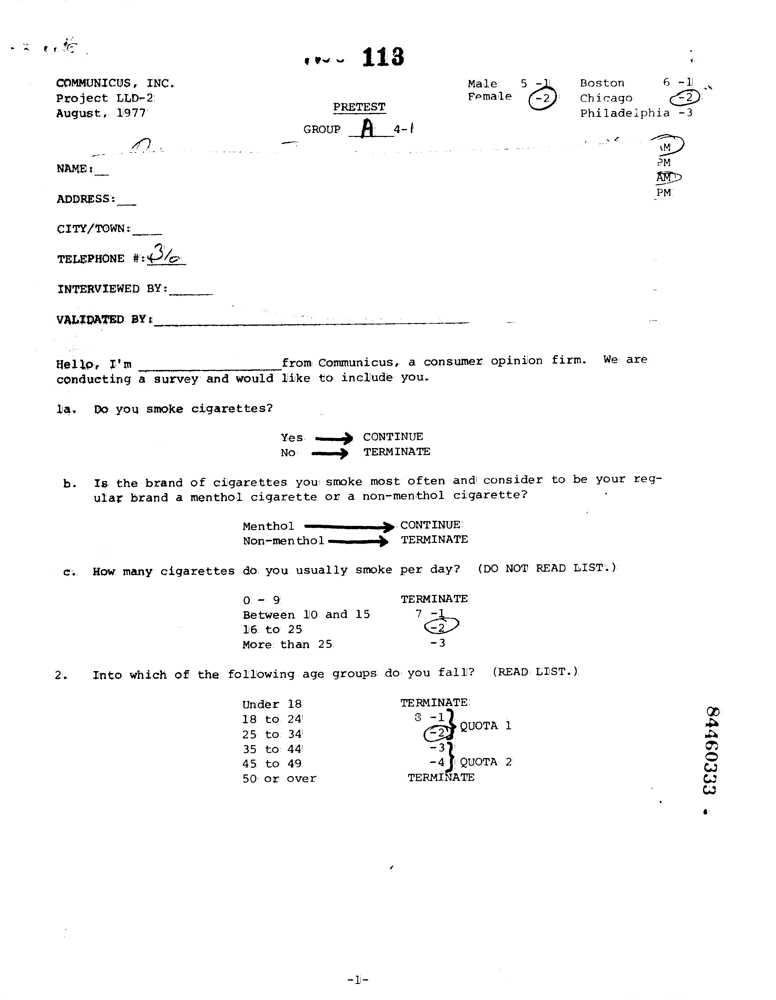 113
COMMUNICUS, INC.
Project LLD-2
August, 1977
Male 5 -1
Female -2
Boston 6 -1
Chicago -2
Philadelphia -3
PRETEST
GROUP A 4-1
AM
PM
AM
PM
NAME:
ADDRESS:
CITY/TOWN:
TELEPHONE #:
INTERVIEWED BY:
VALIDATED BY:
Hello, I'm ____________________ from Communicus, a consumer opinion firm. We are
conducting a survey and would like to include you.
1a. Do you smoke cigarettes?
Yes → CONTINUE
No → TERMINATE
b. Is the brand of cigarettes you smoke most often and consider to be your reg-
ular brand a menthol cigarette or a non-menthol cigarette?
Menthol → CONTINUE
Non-menthol → TERMINATE
c. How many cigarettes do you usually smoke per day? (DO NOT READ LIST.)
0 - 9 TERMINATE
Between 10 and 15 7 -1
16 to 25 -2
More than 25 -3
2. Into which of the following age groups do you fall? (READ LIST.)
Under 18 TERMINATE
18 to 24 8 -1
25 to 34 -2 QUOTA 1
35 to 44 -3
45 to 49 -4 QUOTA 2
50 or over TERMINATE
84460333
-1-